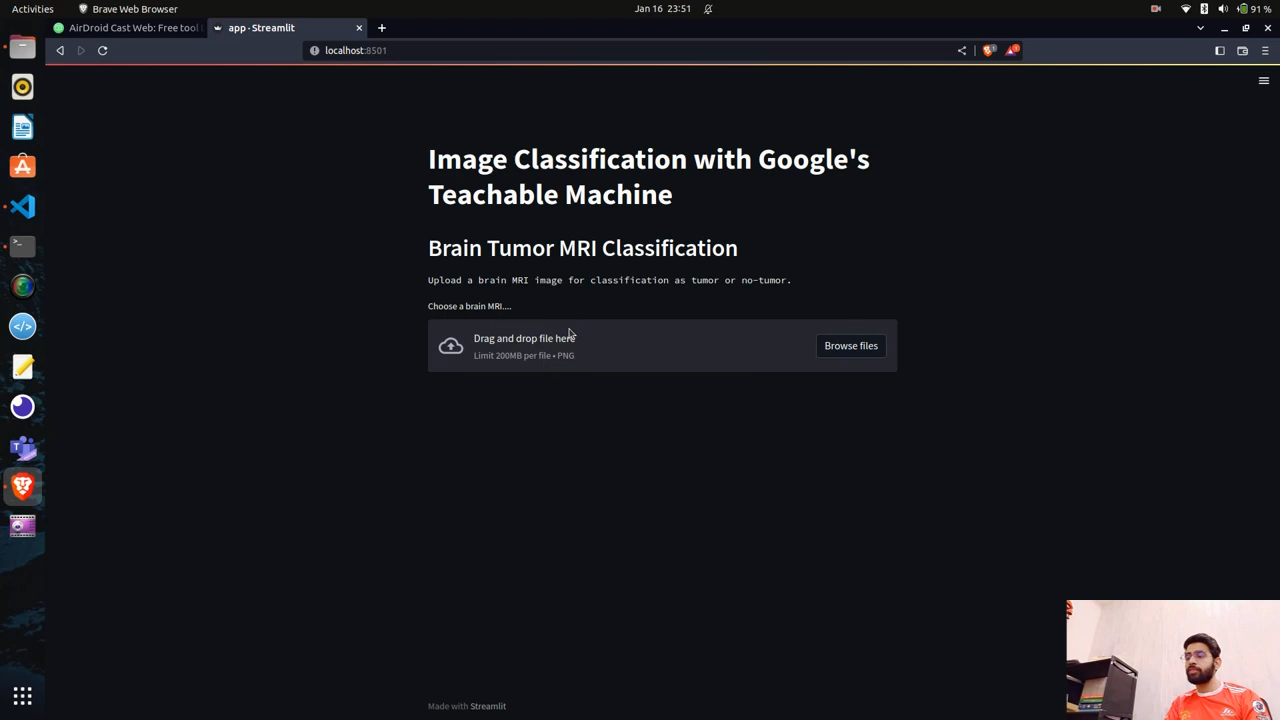 Activities
Brave Web Browser
Jan 16 23:51
91 %
AirDroid Cast Web: Free tool
app · Streamlit
localhost:8501
Image Classification with Google's
Teachable Machine
Brain Tumor MRI Classification
Upload a brain MRI image for classification as tumor or no-tumor.
Choose a brain MRI....
Drag and drop file here
Limit 200MB per file • PNG
Browse files
Made with Streamlit